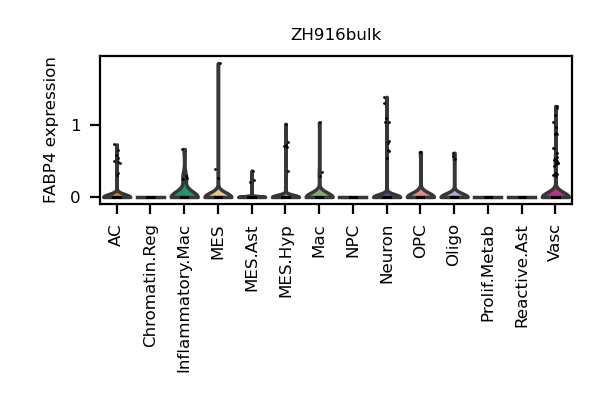 ZH916bulk
FABP4 expression
1
0
AC
Chromatin.Reg
Inflammatory.Mac
MES
MES.Ast
MES.Hyp
Mac
NPC
Neuron
OPC
Oligo
Prolif.Metab
Reactive.Ast
Vasc